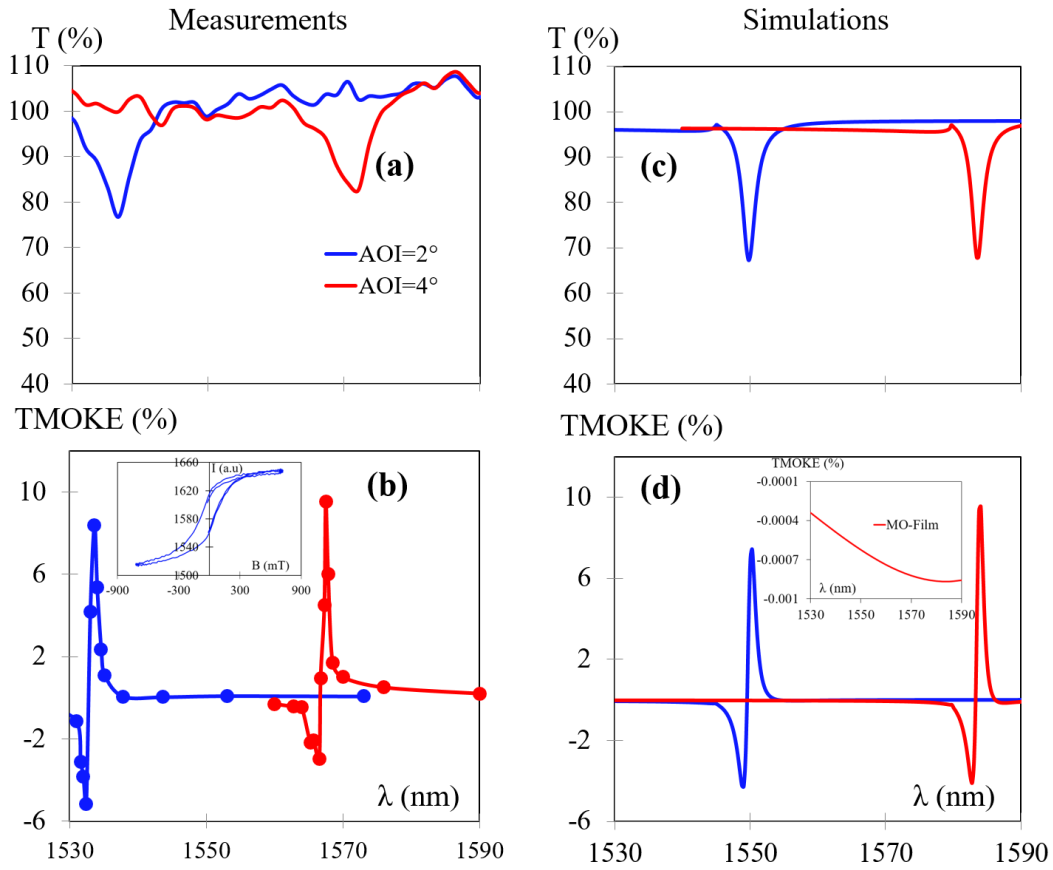 Measurements
T (%)
110
100
90
80
70
60
50
40
(a)
AOI=2°
AOI=4°
Simulations
T (%)
110
100
90
80
70
60
50
40
(c)
TMOKE (%)
10
6
2
-2
-6
(b)
I (a.u)
1660
1620
1580
1540
1500
B (mT)
-900
-300
300
900
λ (nm)
1530
1550
1570
1590
TMOKE (%)
10
6
2
-2
-6
(d)
TMOKE (%)
-0.0001
-0.0004
-0.0007
-0.001
MO-Film
λ (nm)
1530
1550
1570
1590
λ (nm)
1530
1550
1570
1590